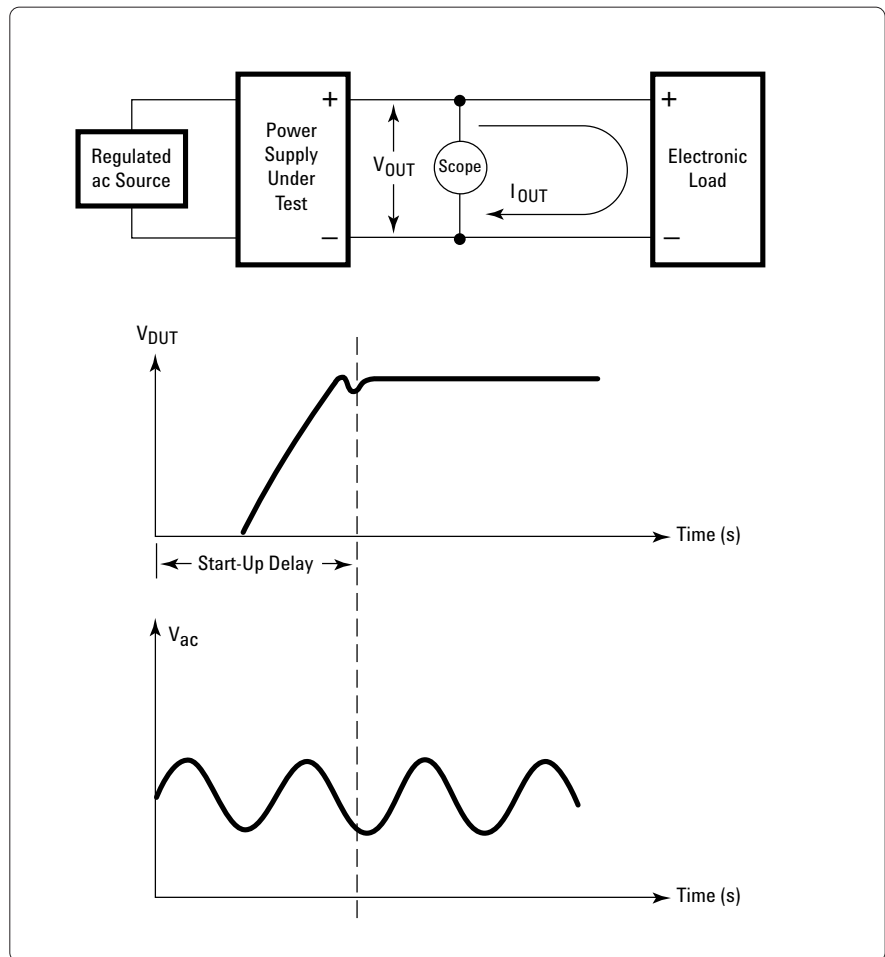 Regulated
ac Source
Power
Supply
Under
Test
+
−
VOUT
Scope
IOUT
+
−
Electronic
Load
VDUT
Time (s)
Start-Up Delay
Vac
Time (s)